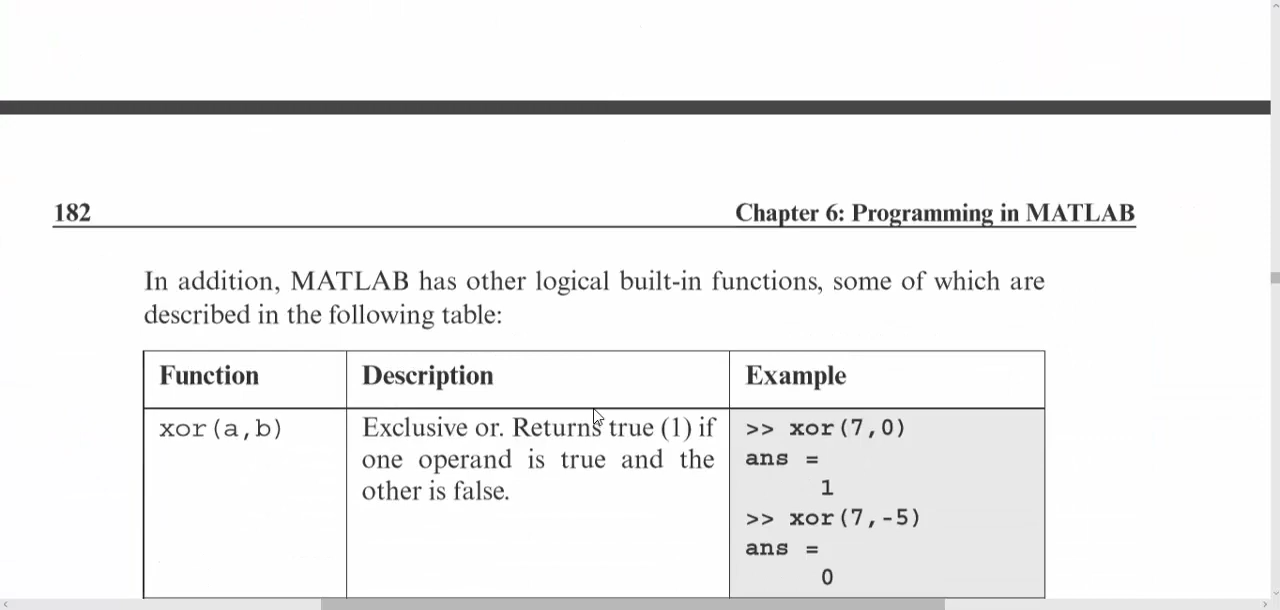 182 Chapter 6: Programming in MATLAB
In addition, MATLAB has other logical built-in functions, some of which are
described in the following table:
Function Description Example
xor(a,b) Exclusive or. Returns true (1) if >> xor(7,0)
one operand is true and the ans =
other is false. 1
>> xor(7,-5)
ans =
0